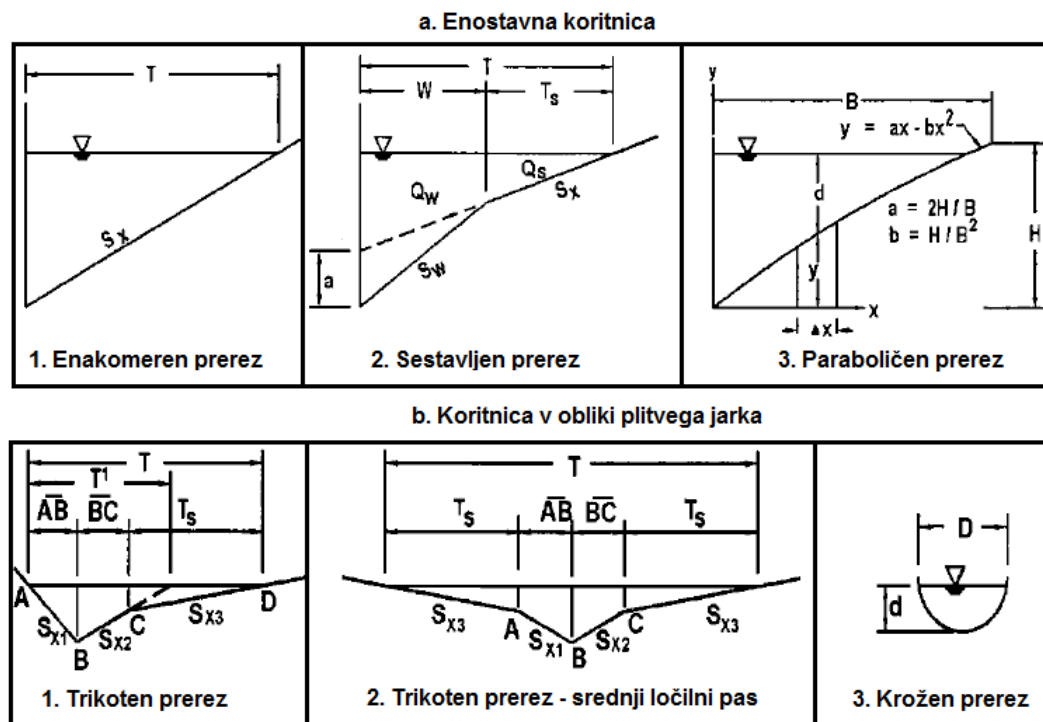 a. Enostavna koritnica
T
Sx
1. Enakomeren prerez
T
W
Ts
Qs
Sx
Qw
Sw
a
2. Sestavljen prerez
y
B
y = ax - bx²
d
a = 2H / B
b = H / B²
H
y
x
Δx
3. Paraboličen prerez
b. Koritnica v obliki plitvega jarka
T
T¹
AB BC Ts
A
Sx1
B
Sx2
C
Sx3
D
1. Trikoten prerez
T
Ts AB BC Ts
Sx3
A
Sx1
B
Sx2
C
Sx3
2. Trikoten prerez - srednji ločilni pas
D
d
3. Krožen prerez